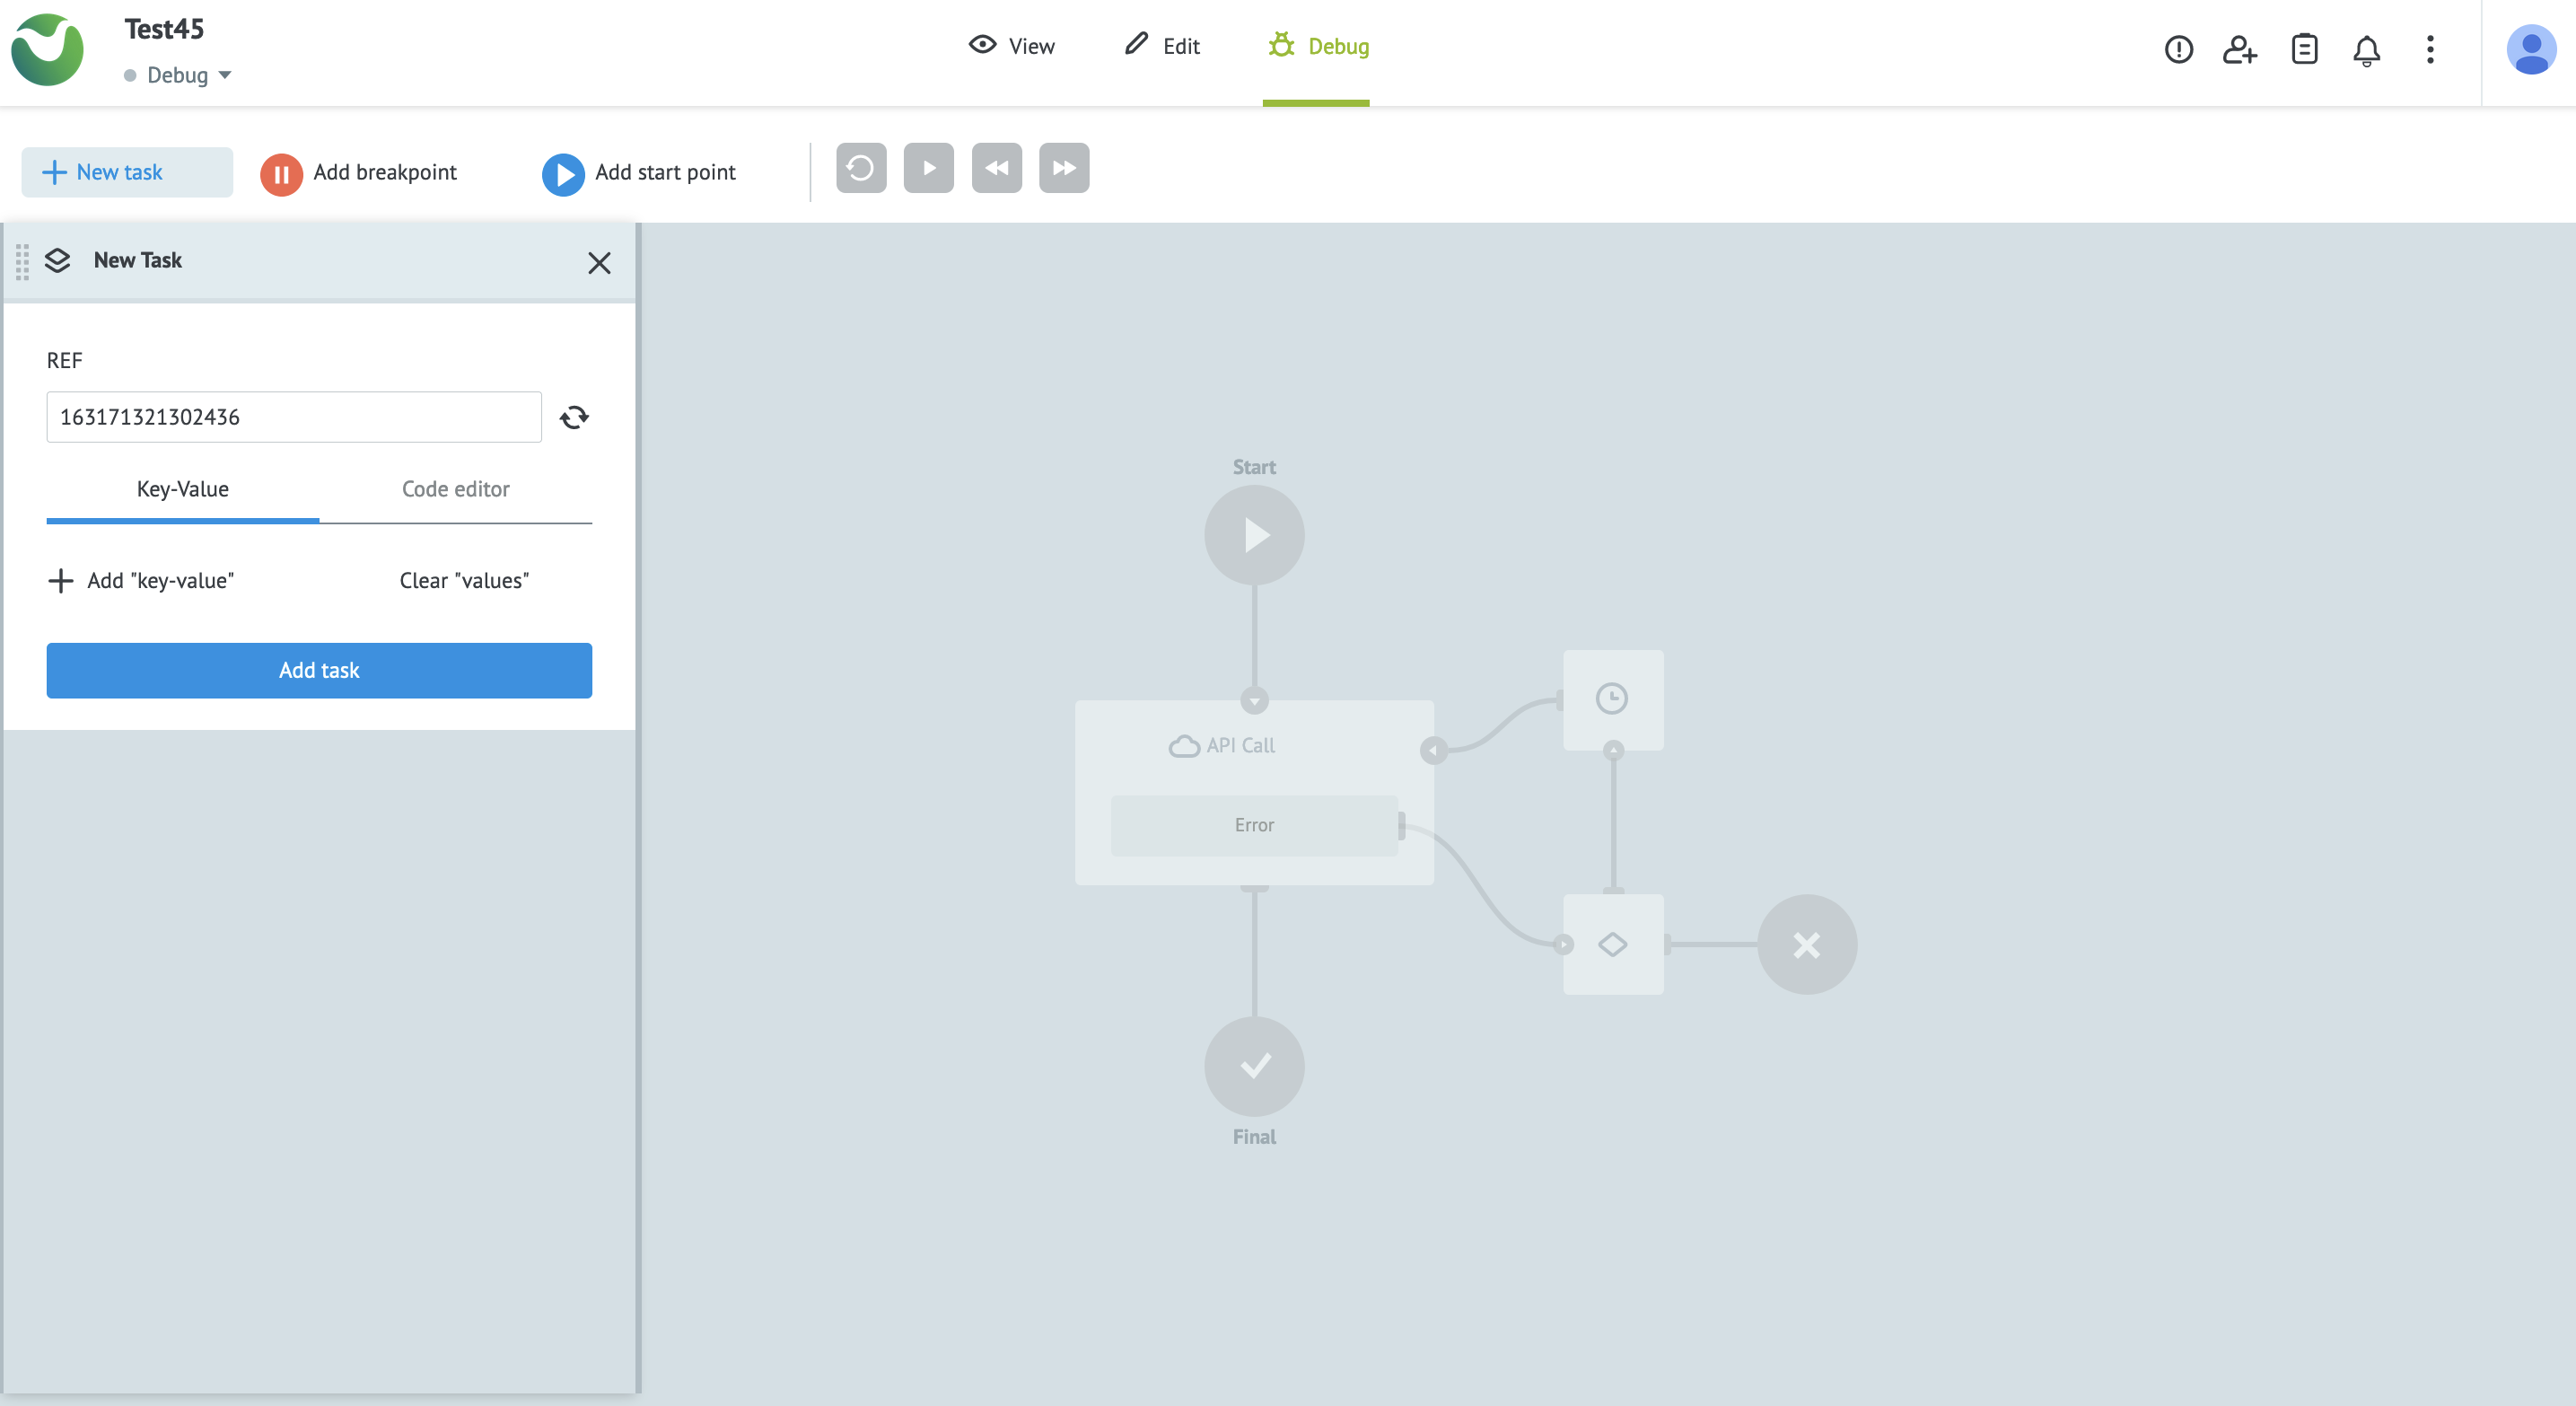 Test45
Debug
View
Edit
Debug
New task
Add breakpoint
Add start point
New Task
REF
163171321302436
Key-Value
Code editor
Add "key-value"
Clear "values"
Add task
Start
API Call
Error
Final